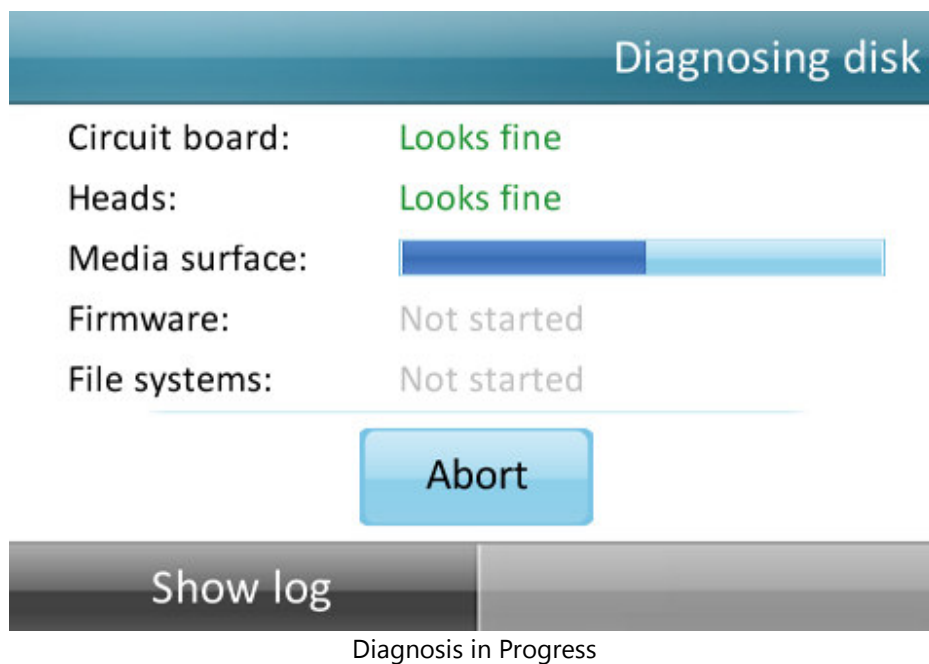 Diagnosing disk
Circuit board: Looks fine
Heads: Looks fine
Media surface:
Firmware: Not started
File systems: Not started
Abort
Show log
Diagnosis in Progress